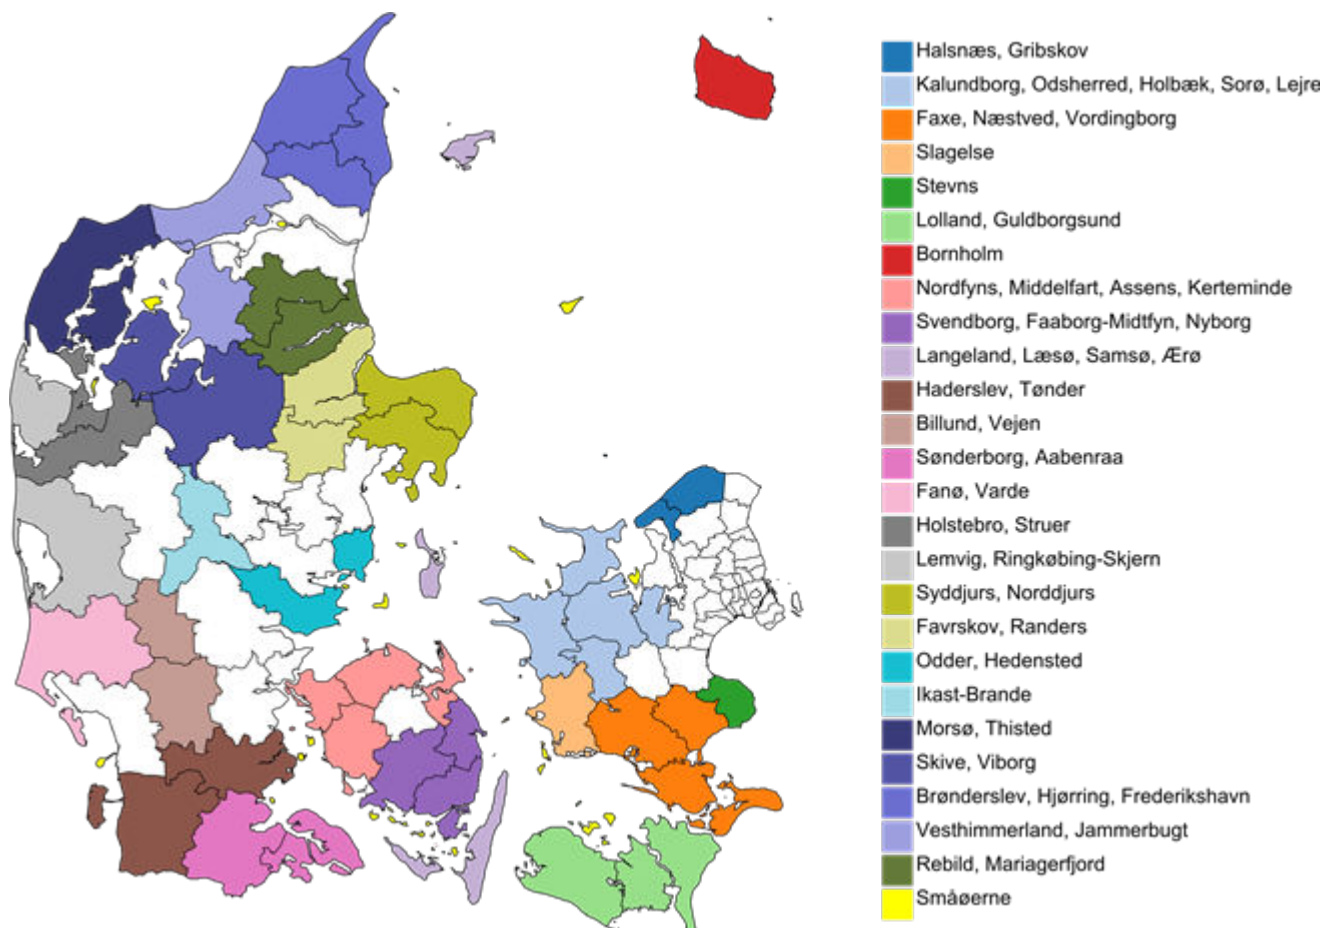 Halsnæs, Gribskov
Kalundborg, Odsherred, Holbæk, Sorø, Lejre
Faxe, Næstved, Vordingborg
Slagelse
Stevns
Lolland, Guldborgsund
Bornholm
Nordfyns, Middelfart, Assens, Kerteminde
Svendborg, Faaborg-Midtfyn, Nyborg
Langeland, Læsø, Samsø, Ærø
Haderslev, Tønder
Billund, Vejen
Sønderborg, Aabenraa
Fanø, Varde
Holstebro, Struer
Lemvig, Ringkøbing-Skjern
Syddjurs, Norddjurs
Favrskov, Randers
Odder, Hedensted
Ikast-Brande
Morsø, Thisted
Skive, Viborg
Brønderslev, Hjørring, Frederikshavn
Vesthimmerland, Jammerbugt
Rebild, Mariagerfjord
Småøerne